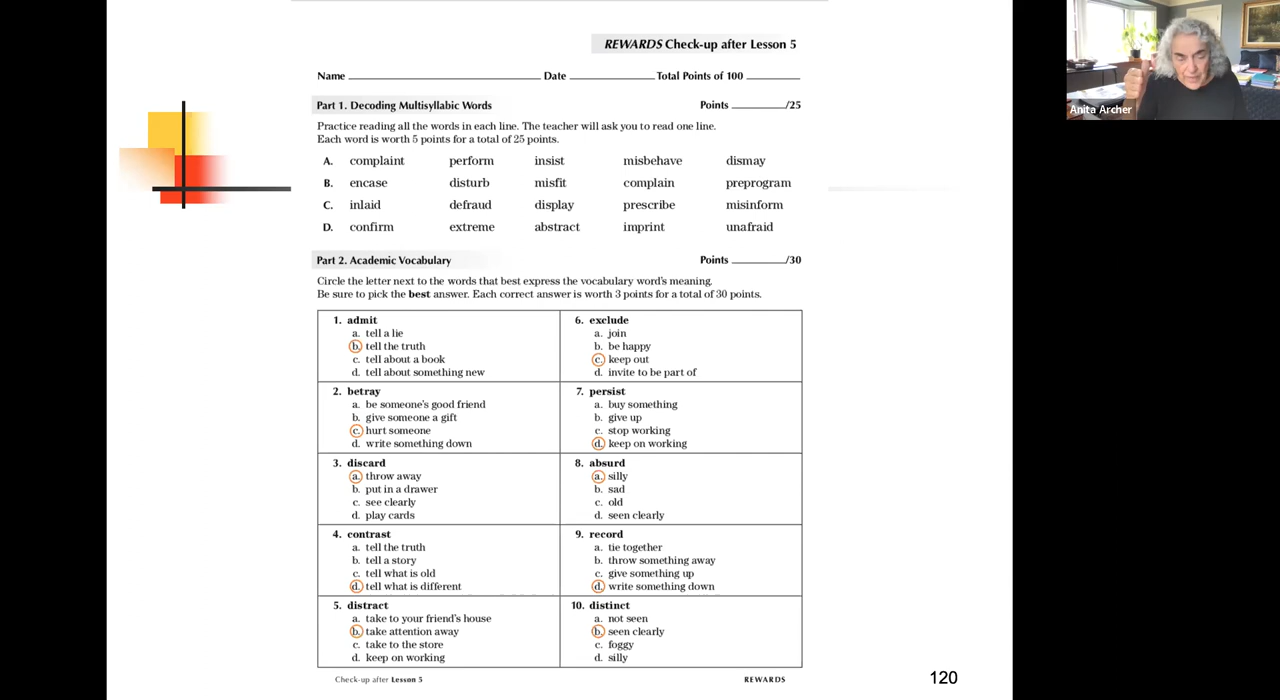 REWARDS Check-up after Lesson 5
Name Date Total Points of 100
Part 1. Decoding Multisyllabic Words Points /25
Practice reading all the words in each line. The teacher will ask you to read one line.
Each word is worth 5 points for a total of 25 points.
A. complaint perform insist misbehave dismay
B. encase disturb misfit complain preprogram
C. inlaid defraud display prescribe misinform
D. confirm extreme abstract imprint unafraid
Part 2. Academic Vocabulary Points /30
Circle the letter next to the words that best express the vocabulary word's meaning.
Be sure to pick the best answer. Each correct answer is worth 3 points for a total of 30 points.
1. admit
a. tell a lie
b. tell the truth
c. tell about a book
d. tell about something new
2. betray
a. be someone's good friend
b. give someone a gift
c. hurt someone
d. write something down
3. discard
a. throw away
b. put in a drawer
c. see clearly
d. play cards
4. contrast
a. tell the truth
b. tell a story
c. tell what is old
d. tell what is different
5. distract
a. take to your friend's house
b. take attention away
c. take to the store
d. keep on working
6. exclude
a. join
b. be happy
c. keep out
d. invite to be part of
7. persist
a. buy something
b. give up
c. stop working
d. keep on working
8. absurd
a. silly
b. sad
c. old
d. seen clearly
9. record
a. tie together
b. throw something away
c. give something up
d. write something down
10. distinct
a. not seen
b. seen clearly
c. foggy
d. silly
Check-up after Lesson 5 REWARDS
120
Anita Archer